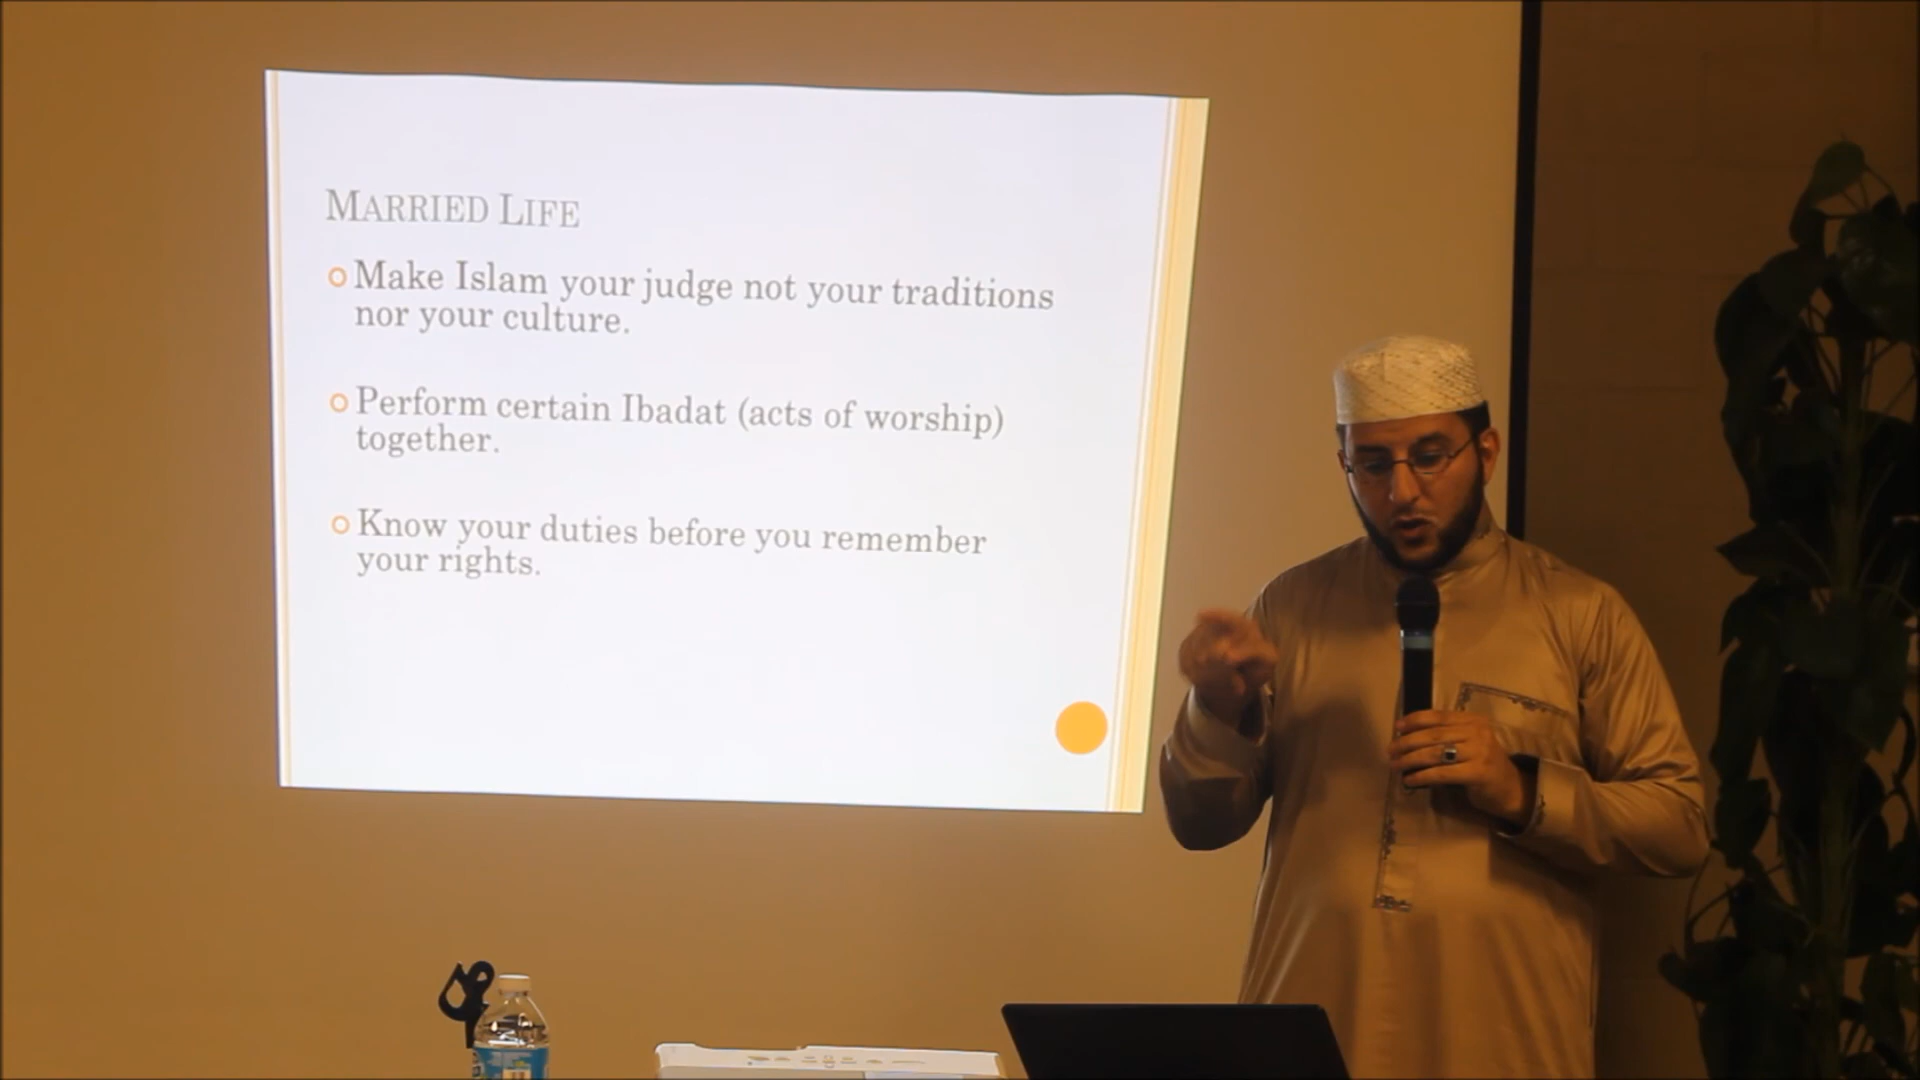 MARRIED LIFE
Make Islam your judge not your traditions
nor your culture.
Perform certain Ibadat (acts of worship)
together.
Know your duties before you remember
your rights.